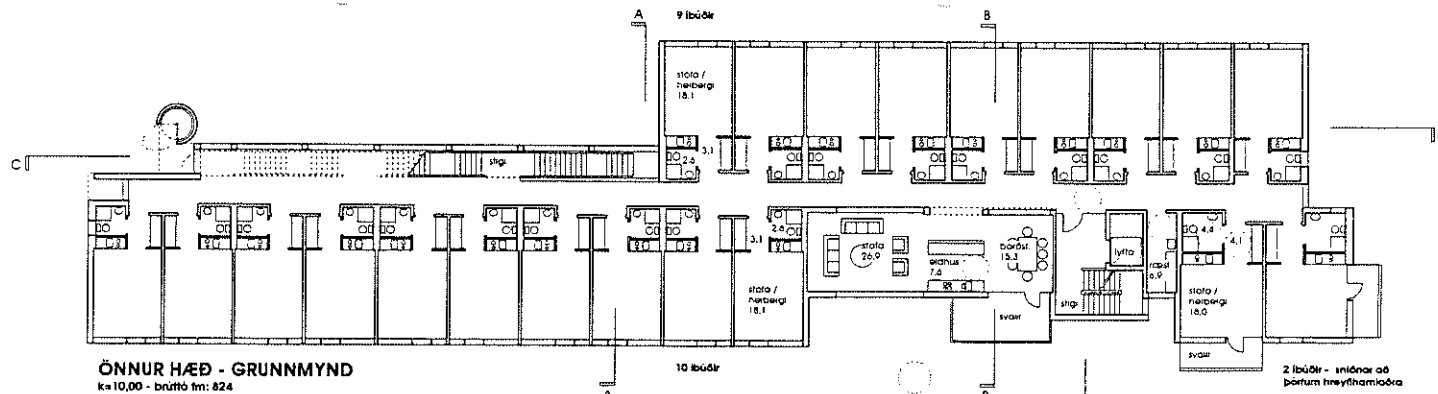 A
9 íbúðir
B
stofa /
herbergi
18.1
3.1
2.6
C
stigi
2.6
3.1
stofa
26.9
eldhús
7.6
borðst.
15.3
lyfta
ræst.
6.9
4.4
4.1
stofa /
herbergi
18.1
stigi
stofa /
herbergi
18.0
svalir
svalir
ÖNNUR HÆÐ - GRUNNMYND
k=10,00 - brúttó fm: 824
10 íbúðir
2 íbúðir - sniðnar að
þörfum hreyfihamlaðra